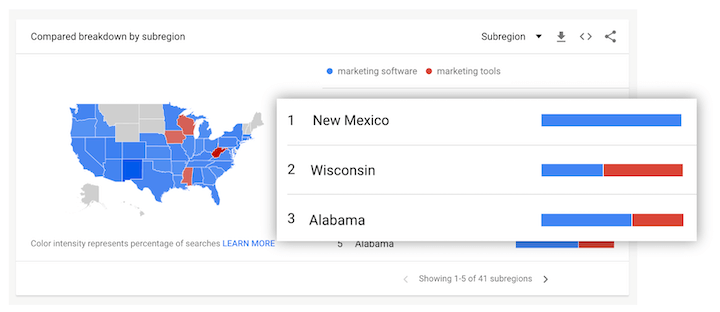 Compared breakdown by subregion
Subregion
marketing software marketing tools
1 New Mexico
2 Wisconsin
3 Alabama
5 Alabama
Color intensity represents percentage of searches LEARN MORE
Showing 1-5 of 41 subregions